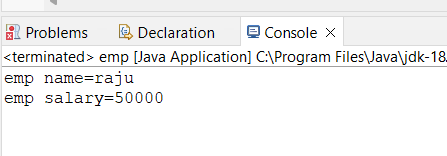 Problems Declaration Console
<terminated> emp [Java Application] C:\Program Files\Java\jdk-18
emp name=raju
emp salary=50000